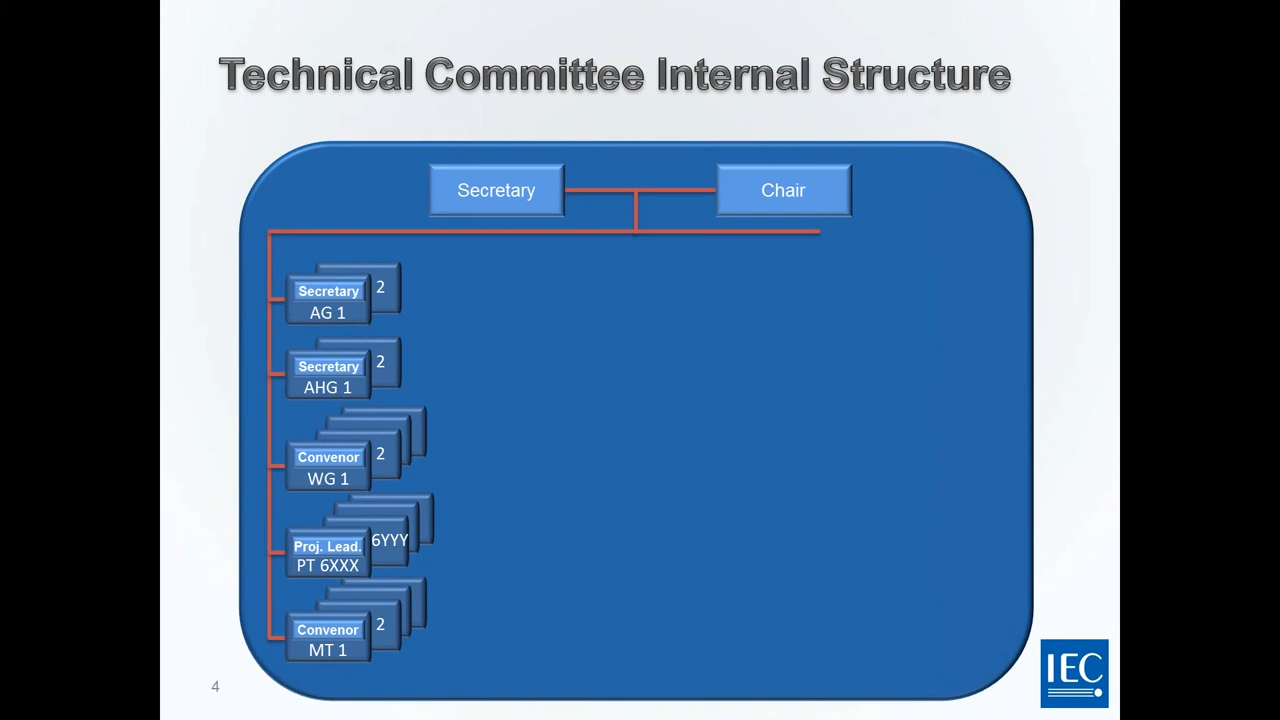 Technical Committee Internal Structure
Secretary
Chair
Secretary
AG 1
2
Secretary
AHG 1
2
Convenor
WG 1
2
Proj. Lead.
PT 6XXX
6YYY
Convenor
MT 1
2
4
IEC